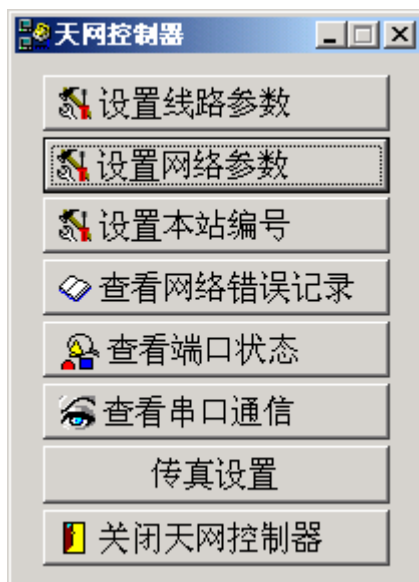 天网控制器
设置线路参数
设置网络参数
设置本站编号
查看网络错误记录
查看端口状态
查看串口通信
传真设置
关闭天网控制器